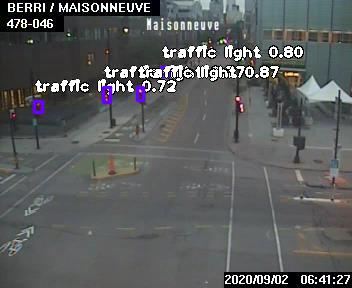 BERRI / MAISONNEUVE
478-046
Maisonneuve
traffic light 0.80
traffic light 0.87
traffic light 0.72
2020/09/02 06:41:27